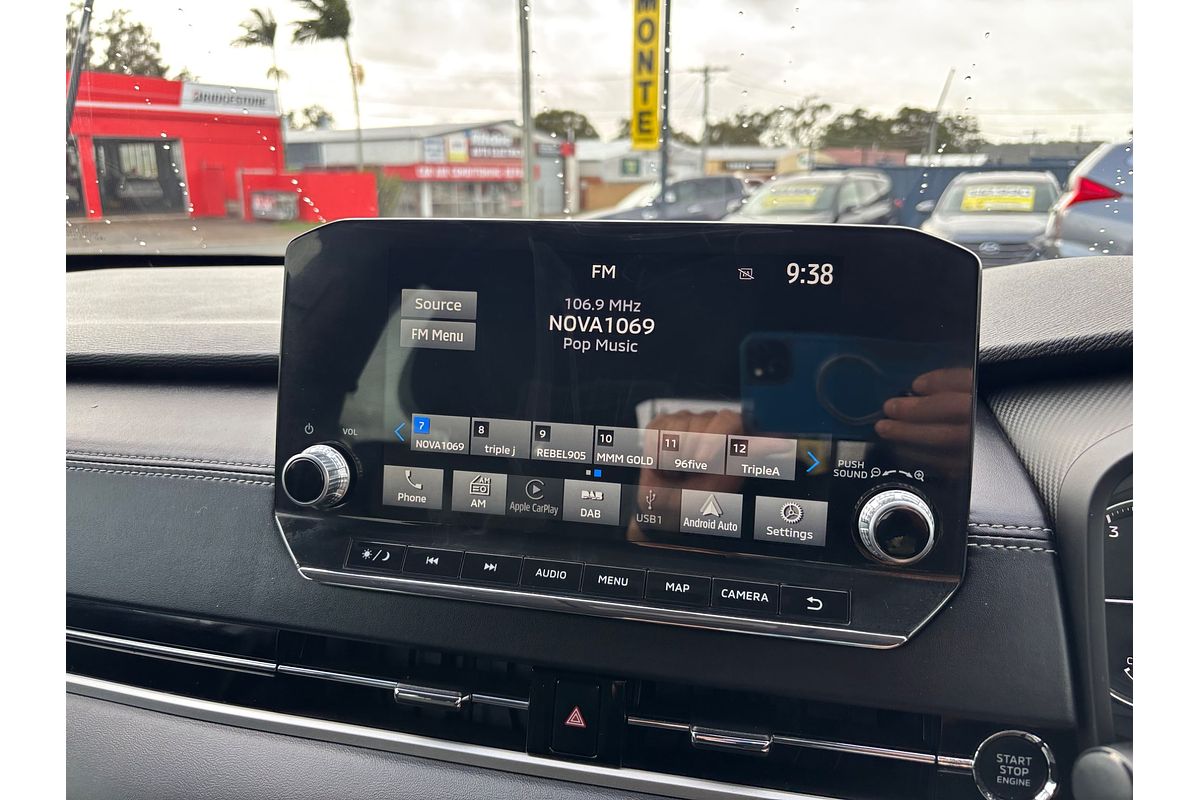 BRIDGESTONE
MONTE
FM
9:38
106.9 MHz
Source
NOVA1069
FM Menu
Pop Music
7
NOVA1069
8
triple j
9
REBEL905
10
MMM GOLD
11
96five
12
TripleA
VOL
PUSH
SOUND
Phone
AM
AM
Apple CarPlay
DAB
DAB
USB1
Android Auto
Settings
AUDIO
MENU
MAP
CAMERA
START
STOP
ENGINE
3
C